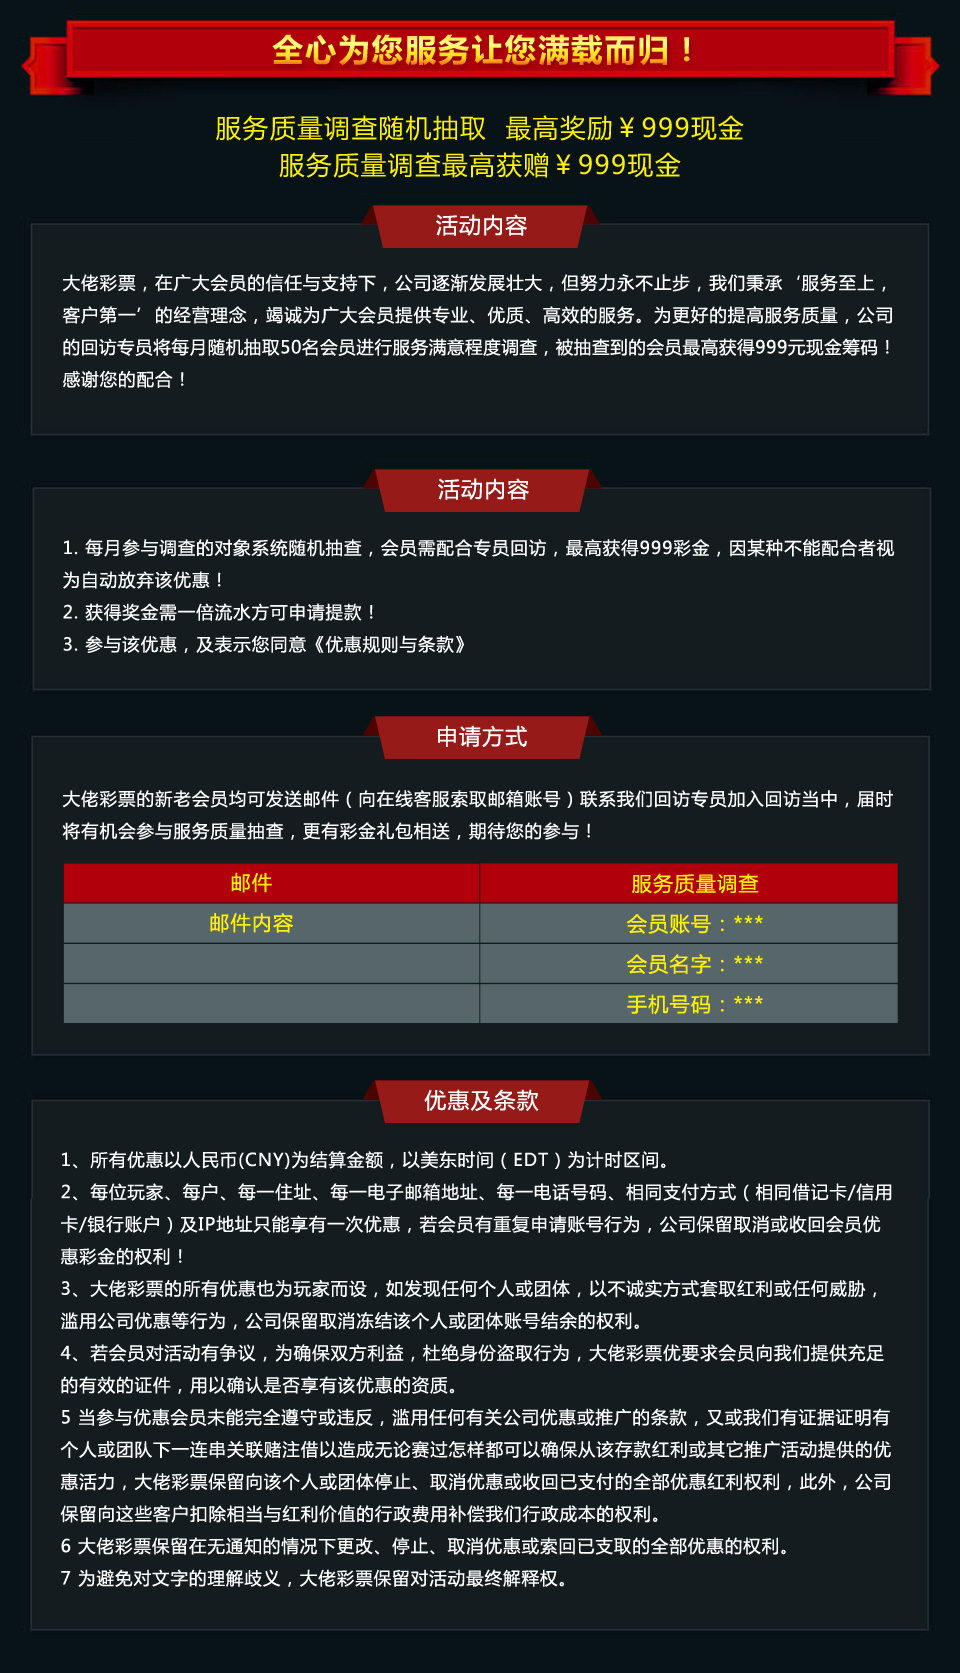 全心为您服务让您满载而归！
服务质量调查随机抽取 最高奖励￥999现金
服务质量调查最高获赠￥999现金
活动内容
大佬彩票，在广大会员的信任与支持下，公司逐渐发展壮大，但努力永不止步，我们秉承‘服务至上，
客户第一’的经营理念，竭诚为广大会员提供专业、优质、高效的服务。为更好的提高服务质量，公司
的回访专员将每月随机抽取50名会员进行服务满意程度调查，被抽查到的会员最高获得999元现金筹码！
感谢您的配合！
活动内容
1. 每月参与调查的对象系统随机抽查，会员需配合专员回访，最高获得999彩金，因某种不能配合者视
为自动放弃该优惠！
2. 获得奖金需一倍流水方可申请提款！
3. 参与该优惠，及表示您同意《优惠规则与条款》
申请方式
大佬彩票的新老会员均可发送邮件（向在线客服索取邮箱账号）联系我们回访专员加入回访当中，届时
将有机会参与服务质量抽查，更有彩金礼包相送，期待您的参与！
邮件 服务质量调查
邮件内容 会员账号：***
会员名字：***
手机号码：***
优惠及条款
1、所有优惠以人民币(CNY)为结算金额，以美东时间（EDT）为计时区间。
2、每位玩家、每户、每一住址、每一电子邮箱地址、每一电话号码、相同支付方式（相同借记卡/信用
卡/银行账户）及IP地址只能享有一次优惠，若会员有重复申请账号行为，公司保留取消或收回会员优
惠彩金的权利！
3、大佬彩票的所有优惠也为玩家而设，如发现任何个人或团体，以不诚实方式套取红利或任何威胁，
滥用公司优惠等行为，公司保留取消冻结该个人或团体账号结余的权利。
4、若会员对活动有争议，为确保双方利益，杜绝身份盗取行为，大佬彩票优要求会员向我们提供充足
的有效的证件，用以确认是否享有该优惠的资质。
5 当参与优惠会员未能完全遵守或违反，滥用任何有关公司优惠或推广的条款，又或我们有证据证明有
个人或团队下一连串关联赌注借以造成无论赛过怎样都可以确保从该存款红利或其它推广活动提供的优
惠活力，大佬彩票保留向该个人或团体停止、取消优惠或收回已支付的全部优惠红利权利，此外，公司
保留向这些客户扣除相当与红利价值的行政费用补偿我们行政成本的权利。
6 大佬彩票保留在无通知的情况下更改、停止、取消优惠或索回已支取的全部优惠的权利。
7 为避免对文字的理解歧义，大佬彩票保留对活动最终解释权。